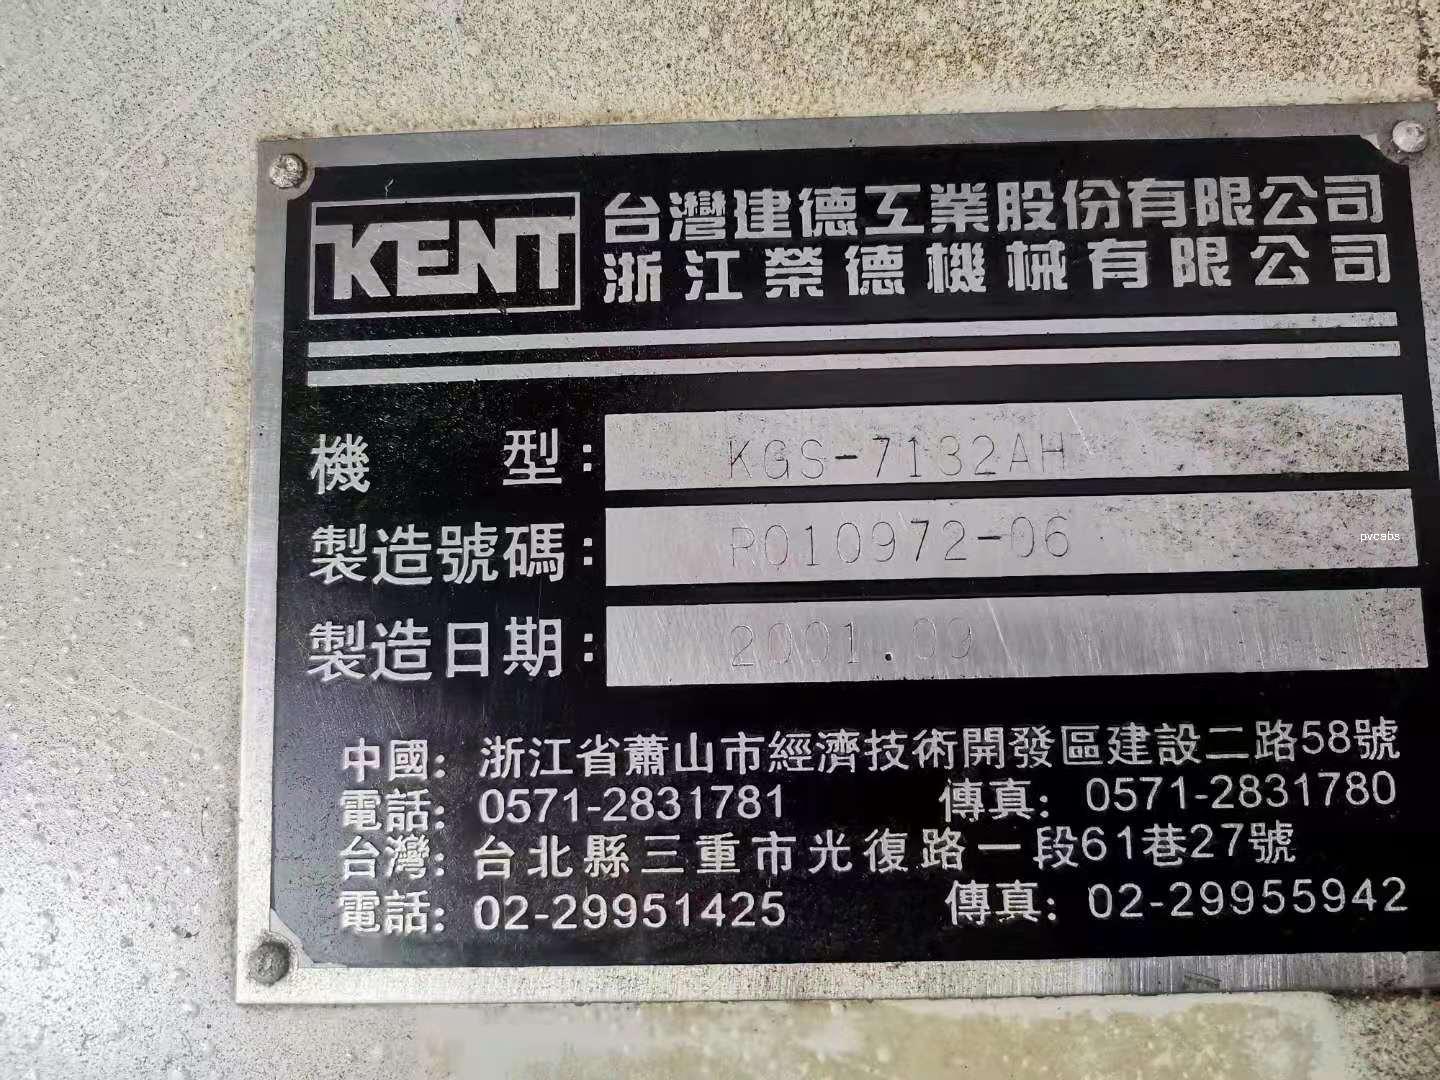 KENT
台灣建德工業股份有限公司
浙江榮德機械有限公司
機型：KGS-7132AH
製造號碼：R010972-06
製造日期：2001.09
pvcabs
中國：浙江省蕭山市經濟技術開發區建設二路58號
電話：0571-2831781 傳真：0571-2831780
台灣：台北縣三重市光復路一段61巷27號
電話：02-29951425 傳真：02-29955942